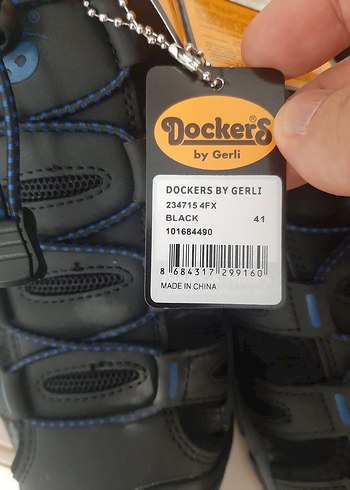 Dockers®
by Gerli
DOCKERS BY GERLI
234715 4FX
BLACK 41
101684490
8 684317 299160
MADE IN CHINA